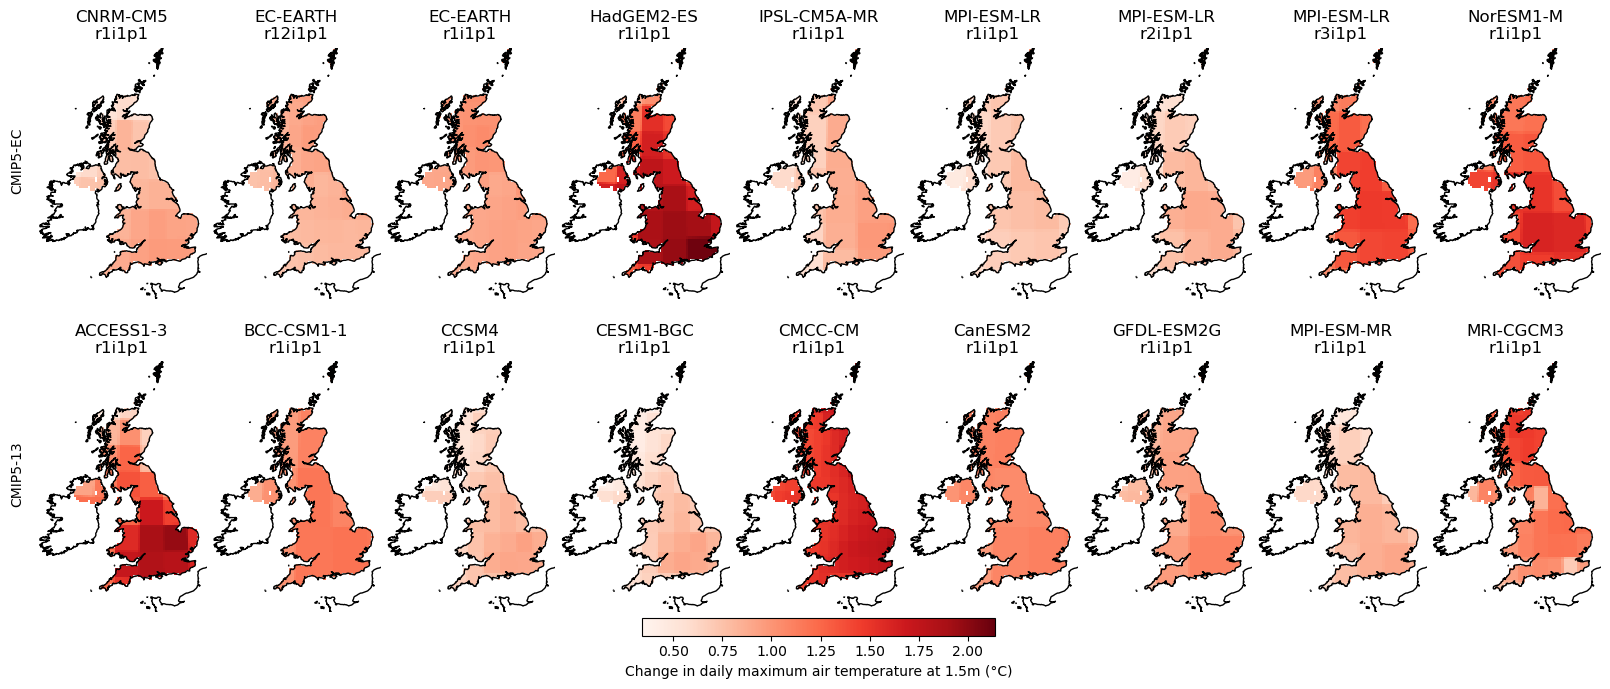 CNRM-CM5 EC-EARTH EC-EARTH HadGEM2-ES IPSL-CM5A-MR MPI-ESM-LR MPI-ESM-LR MPI-ESM-LR NorESM1-M
r1i1p1 r12i1p1 r1i1p1 r1i1p1 r1i1p1 r1i1p1 r2i1p1 r3i1p1 r1i1p1
CMIP5-EC
ACCESS1-3 BCC-CSM1-1 CCSM4 CESM1-BGC CMCC-CM CanESM2 GFDL-ESM2G MPI-ESM-MR MRI-CGCM3
r1i1p1 r1i1p1 r1i1p1 r1i1p1 r1i1p1 r1i1p1 r1i1p1 r1i1p1 r1i1p1
CMIP5-13
0.50 0.75 1.00 1.25 1.50 1.75 2.00
Change in daily maximum air temperature at 1.5m (°C)